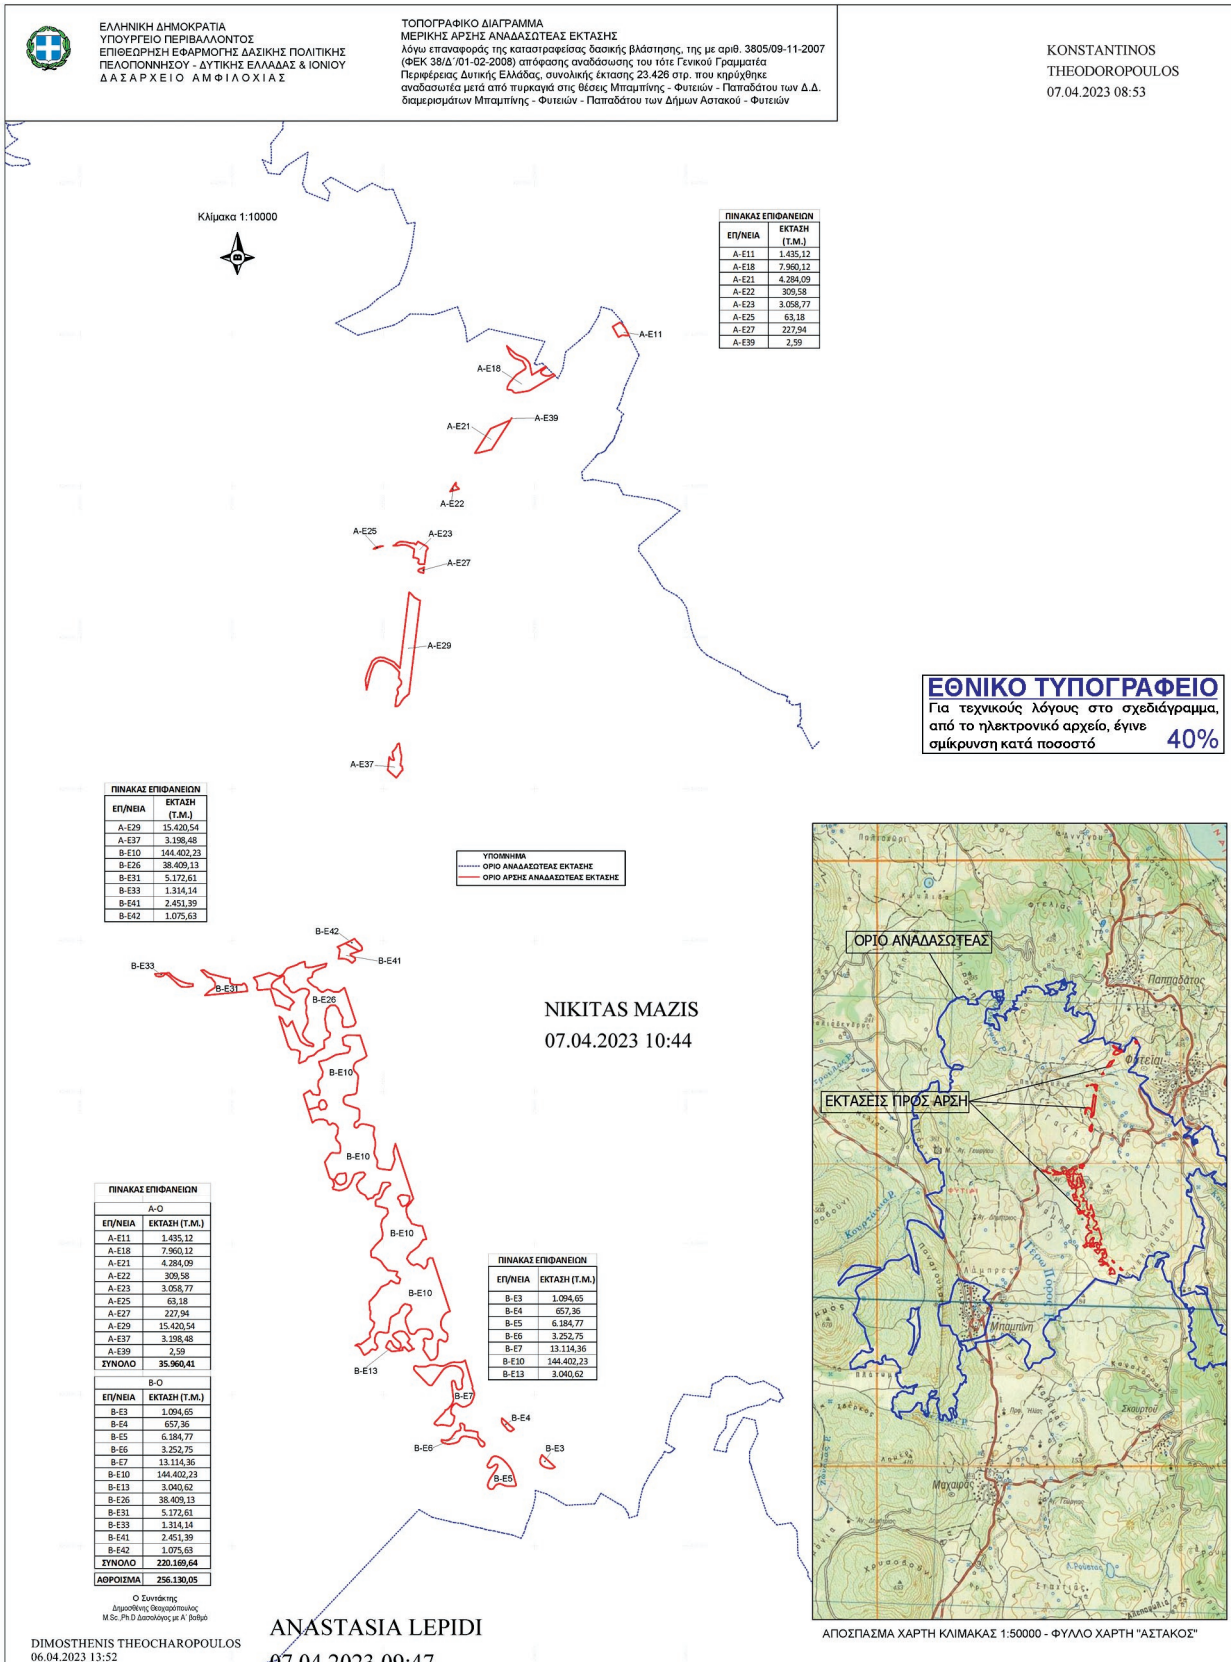 ΕΛΛΗΝΙΚΗ ΔΗΜΟΚΡΑΤΙΑ
ΥΠΟΥΡΓΕΙΟ ΠΕΡΙΒΑΛΛΟΝΤΟΣ
ΕΠΙΘΕΩΡΗΣΗ ΕΦΑΡΜΟΓΗΣ ΔΑΣΙΚΗΣ ΠΟΛΙΤΙΚΗΣ
ΠΕΛΟΠΟΝΝΗΣΟΥ - ΔΥΤΙΚΗΣ ΕΛΛΑΔΑΣ & ΙΟΝΙΟΥ
ΔΑΣΑΡΧΕΙΟ ΑΜΦΙΛΟΧΙΑΣ
ΤΟΠΟΓΡΑΦΙΚΟ ΔΙΑΓΡΑΜΜΑ
ΜΕΡΙΚΗΣ ΑΡΣΗΣ ΑΝΑΔΑΣΩΤΕΑΣ ΕΚΤΑΣΗΣ
λόγω επαναφοράς της καταστραφείσας δασικής βλάστησης, της με αριθ. 3805/09-11-2007
(ΦΕΚ 38/Δ΄/01-02-2008) απόφασης αναδάσωσης του τότε Γενικού Γραμματέα
Περιφέρειας Δυτικής Ελλάδας, συνολικής έκτασης 23.426 στρ. που κηρύχθηκε
αναδασωτέα μετά από πυρκαγιά στις θέσεις Μπαμπίνης - Φυτειών - Παπαδάτου των Δ.Δ.
διαμερισμάτων Μπαμπίνης - Φυτειών - Παπαδάτου των Δήμων Αστακού - Φυτειών
KONSTANTINOS
THEODOROPOULOS
07.04.2023 08:53
Κλίμακα 1:10000
Β
ΠΙΝΑΚΑΣ ΕΠΙΦΑΝΕΙΩΝ
ΕΠ/ΝΕΙΑ ΕΚΤΑΣΗ (Τ.Μ.)
Α-Ε11 1.435,12
Α-Ε18 7.960,12
Α-Ε21 4.284,09
Α-Ε22 309,58
Α-Ε23 3.058,77
Α-Ε25 63,18
Α-Ε27 227,94
Α-Ε39 2,59
Α-Ε11
Α-Ε18
Α-Ε39
Α-Ε21
Α-Ε22
Α-Ε25
Α-Ε23
Α-Ε27
Α-Ε29
Α-Ε37
ΕΘΝΙΚΟ ΤΥΠΟΓΡΑΦΕΙΟ
Για τεχνικούς λόγους στο σχεδιάγραμμα,
από το ηλεκτρονικό αρχείο, έγινε
σμίκρυνση κατά ποσοστό 40%
ΠΙΝΑΚΑΣ ΕΠΙΦΑΝΕΙΩΝ
ΕΠ/ΝΕΙΑ ΕΚΤΑΣΗ (Τ.Μ.)
Α-Ε29 15.420,54
Α-Ε37 3.198,48
Β-Ε10 144.402,23
Β-Ε26 38.409,13
Β-Ε31 5.172,61
Β-Ε33 1.314,14
Β-Ε41 2.451,39
Β-Ε42 1.075,63
ΥΠΟΜΝΗΜΑ
ΟΡΙΟ ΑΝΑΔΑΣΩΤΕΑΣ ΕΚΤΑΣΗΣ
ΟΡΙΟ ΑΡΣΗΣ ΑΝΑΔΑΣΩΤΕΑΣ ΕΚΤΑΣΗΣ
Β-Ε42
Β-Ε41
Β-Ε33
Β-Ε31
Β-Ε26
Β-Ε10
Β-Ε10
Β-Ε10
Β-Ε10
Β-Ε13
Β-Ε7
Β-Ε4
Β-Ε6
Β-Ε3
Β-Ε5
NIKITAS MAZIS
07.04.2023 10:44
ΟΡΙΟ ΑΝΑΔΑΣΩΤΕΑΣ
ΕΚΤΑΣΕΙΣ ΠΡΟΣ ΑΡΣΗ
Παππαδάτος
Φυτείαι
ΦΥΤΙΑΙ
Λάμπρες
Μπαμπίνη
Σκουρτού
Μαχαιράς
ΠΙΝΑΚΑΣ ΕΠΙΦΑΝΕΙΩΝ
Α-Ο
ΕΠ/ΝΕΙΑ ΕΚΤΑΣΗ (Τ.Μ.)
Α-Ε11 1.435,12
Α-Ε18 7.960,12
Α-Ε21 4.284,09
Α-Ε22 309,58
Α-Ε23 3.058,77
Α-Ε25 63,18
Α-Ε27 227,94
Α-Ε29 15.420,54
Α-Ε37 3.198,48
Α-Ε39 2,59
ΣΥΝΟΛΟ 35.960,41
Β-Ο
ΕΠ/ΝΕΙΑ ΕΚΤΑΣΗ (Τ.Μ.)
Β-Ε3 1.094,65
Β-Ε4 657,36
Β-Ε5 6.184,77
Β-Ε6 3.252,75
Β-Ε7 13.114,36
Β-Ε10 144.402,23
Β-Ε13 3.040,62
Β-Ε26 38.409,13
Β-Ε31 5.172,61
Β-Ε33 1.314,14
Β-Ε41 2.451,39
Β-Ε42 1.075,63
ΣΥΝΟΛΟ 220.169,64
ΑΘΡΟΙΣΜΑ 256.130,05
ΠΙΝΑΚΑΣ ΕΠΙΦΑΝΕΙΩΝ
ΕΠ/ΝΕΙΑ ΕΚΤΑΣΗ (Τ.Μ.)
Β-Ε3 1.094,65
Β-Ε4 657,36
Β-Ε5 6.184,77
Β-Ε6 3.252,75
Β-Ε7 13.114,36
Β-Ε10 144.402,23
Β-Ε13 3.040,62
Ο Συντάκτης
Δημοσθένης Θεοχαρόπουλος
M.Sc.,Ph.D Δασολόγος με Α΄ βαθμό
DIMOSTHENIS THEOCHAROPOULOS
06.04.2023 13:52
ANASTASIA LEPIDI
07.04.2023 09:47
ΑΠΟΣΠΑΣΜΑ ΧΑΡΤΗ ΚΛΙΜΑΚΑΣ 1:50000 - ΦΥΛΛΟ ΧΑΡΤΗ "ΑΣΤΑΚΟΣ"